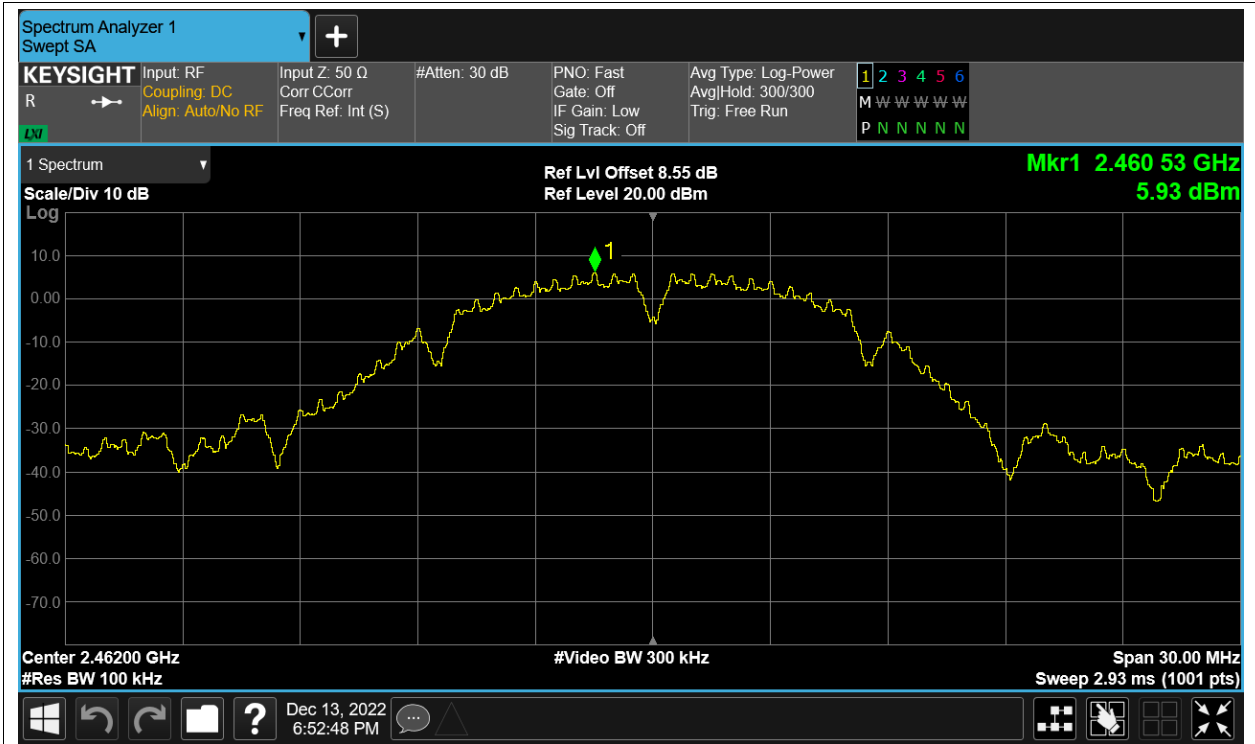 Spectrum Analyzer 1
Swept SA
+
KEYSIGHT
R
LXI
Input: RF
Coupling: DC
Align: Auto/No RF
Input Z: 50 Ω
Corr CCorr
Freq Ref: Int (S)
#Atten: 30 dB
PNO: Fast
Gate: Off
IF Gain: Low
Sig Track: Off
Avg Type: Log-Power
Avg|Hold: 300/300
Trig: Free Run
1 2 3 4 5 6
M W W W W W
P N N N N N
1 Spectrum
Scale/Div 10 dB
Log
Ref Lvl Offset 8.55 dB
Ref Level 20.00 dBm
Mkr1 2.460 53 GHz
5.93 dBm
1
10.0
0.00
-10.0
-20.0
-30.0
-40.0
-50.0
-60.0
-70.0
Center 2.46200 GHz
#Res BW 100 kHz
#Video BW 300 kHz
Span 30.00 MHz
Sweep 2.93 ms (1001 pts)
?
Dec 13, 2022
6:52:48 PM